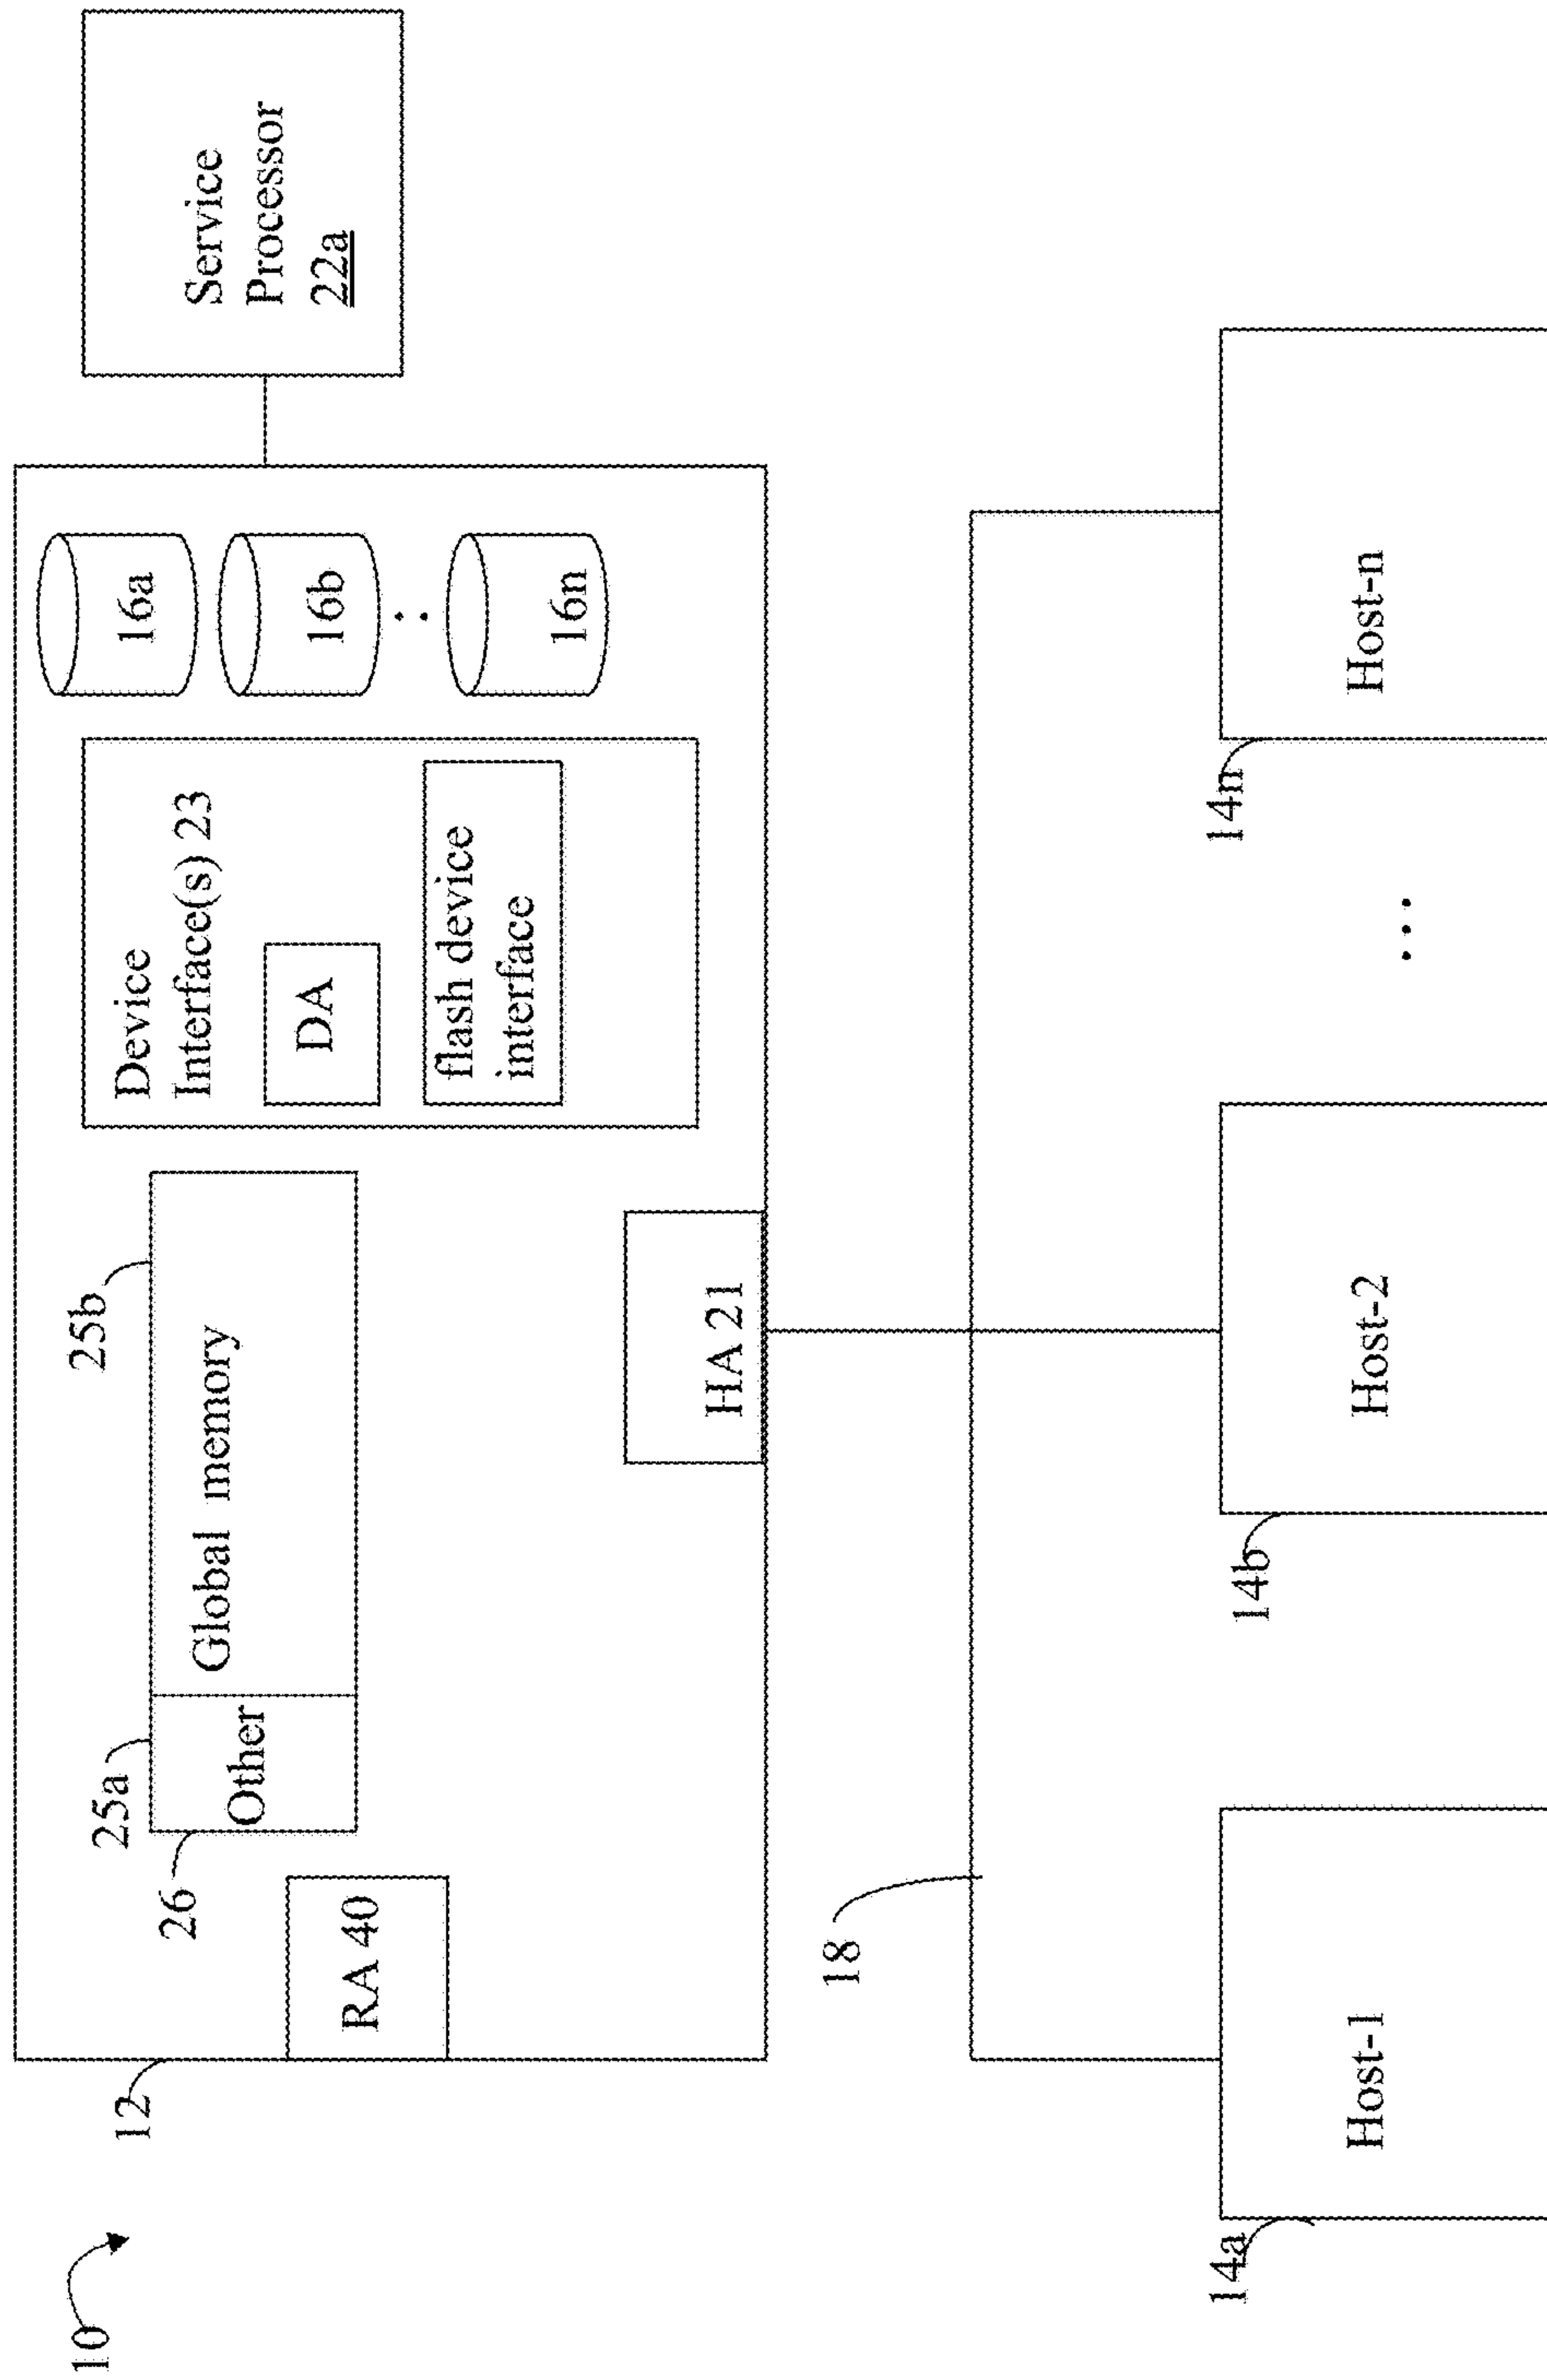 10
12
RA 40
26
25a
Other
Global memory
25b
Device
Interface(s) 23
DA
flash device
interface
16a
16b
16n
Service
Processor
22a
HA 21
18
14a
Host-1
14b
Host-2
...
14n
Host-n